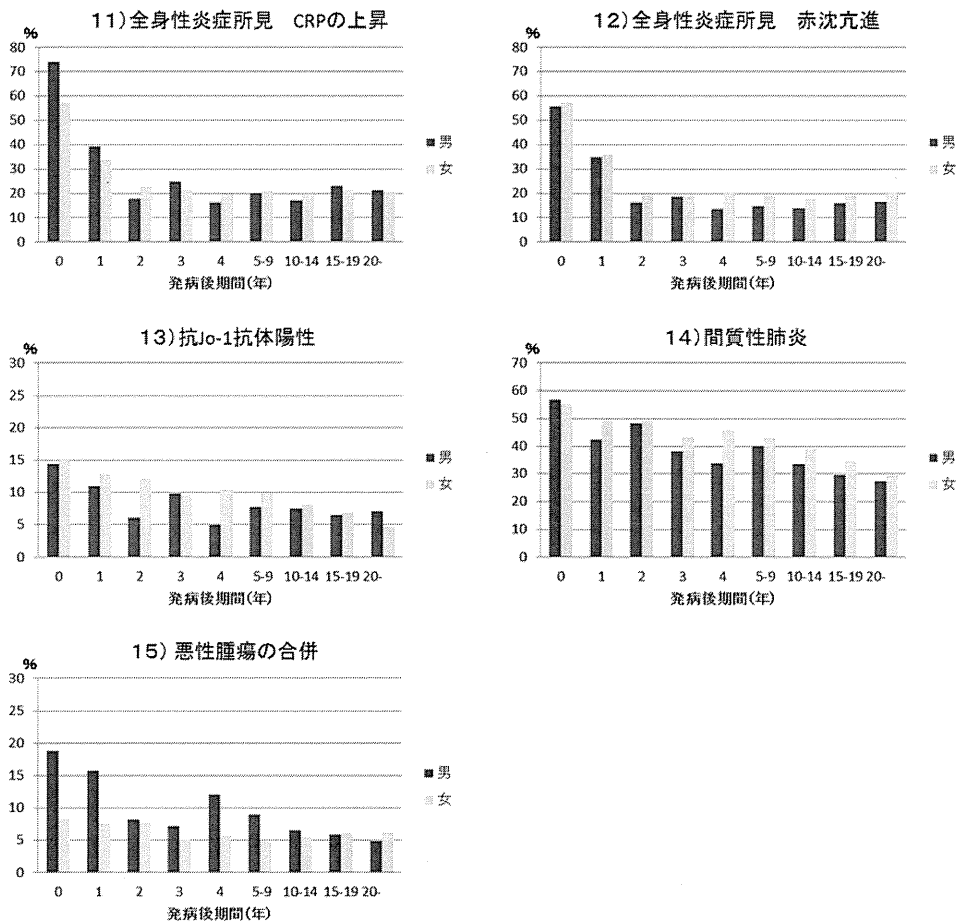 11)全身性炎症所見　CRPの上昇
%
80
70
60
50
40
30
20
10
0
0 1 2 3 4 5-9 10-14 15-19 20-
発病後期間(年)
■男
■女
12)全身性炎症所見　赤沈亢進
%
80
70
60
50
40
30
20
10
0
0 1 2 3 4 5-9 10-14 15-19 20-
発病後期間(年)
■男
■女
13)抗Jo-1抗体陽性
%
30
25
20
15
10
5
0
0 1 2 3 4 5-9 10-14 15-19 20-
発病後期間(年)
■男
■女
14)間質性肺炎
%
70
60
50
40
30
20
10
0
0 1 2 3 4 5-9 10-14 15-19 20-
発病後期間(年)
■男
■女
15)悪性腫瘍の合併
%
30
25
20
15
10
5
0
0 1 2 3 4 5-9 10-14 15-19 20-
発病後期間(年)
■男
■女